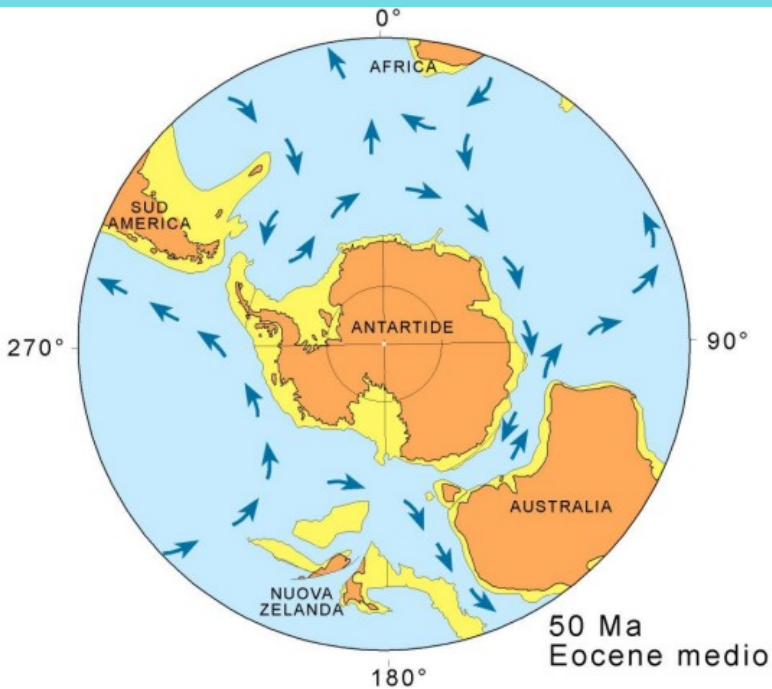 0°
AFRICA
SUD
AMERICA
ANTARTIDE
270°
90°
AUSTRALIA
NUOVA
ZELANDA
50 Ma
Eocene medio
180°